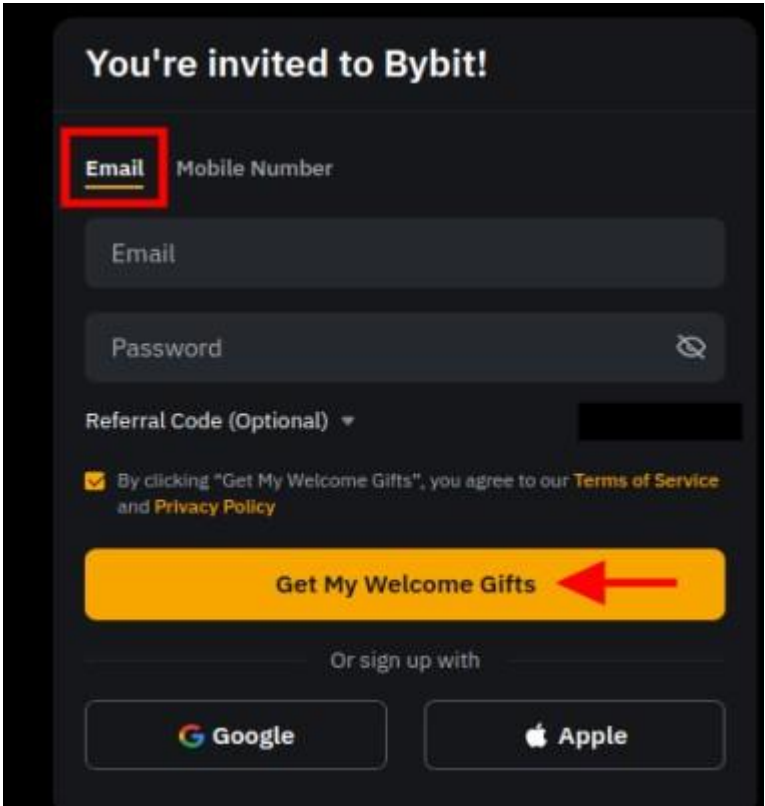 You're invited to Bybit!
Email Mobile Number
Email
Password
Referral Code (Optional)
By clicking “Get My Welcome Gifts”, you agree to our Terms of Service
and Privacy Policy
Get My Welcome Gifts
Or sign up with
Google Apple